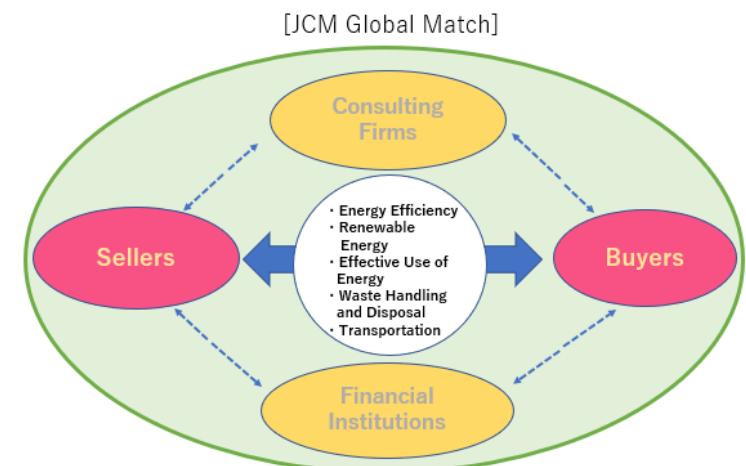 [JCM Global Match]
Consulting
Firms
Sellers
・Energy Efficiency
・Renewable
Energy
・Effective Use of
Energy
・Waste Handling
and Disposal
・Transportation
Buyers
Financial
Institutions